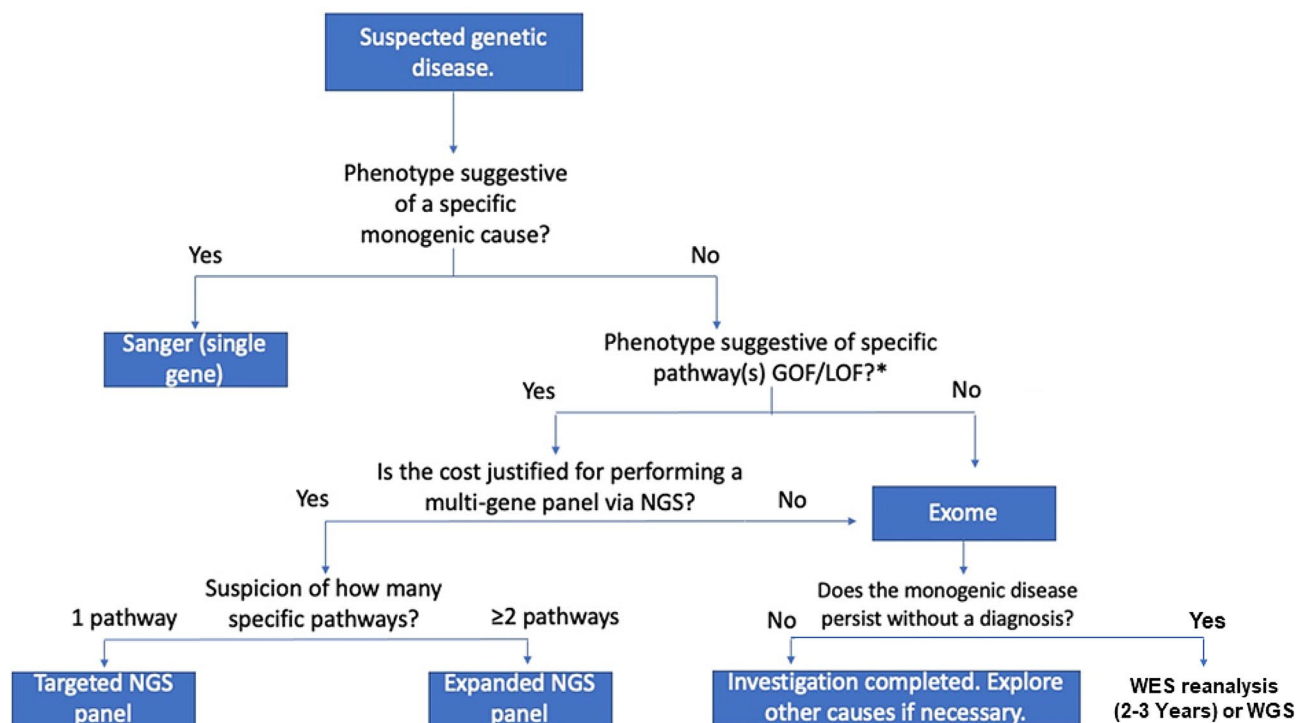 Suspected genetic
disease.
Phenotype suggestive
of a specific
monogenic cause?
Yes
No
Sanger (single
gene)
Phenotype suggestive of specific
pathway(s) GOF/LOF?*
Yes
No
Is the cost justified for performing a
multi-gene panel via NGS?
Yes
No
Exome
Suspicion of how many
specific pathways?
1 pathway
≥2 pathways
Does the monogenic disease
persist without a diagnosis?
No
Yes
Targeted NGS
panel
Expanded NGS
panel
Investigation completed. Explore
other causes if necessary.
WES reanalysis
(2-3 Years) or WGS